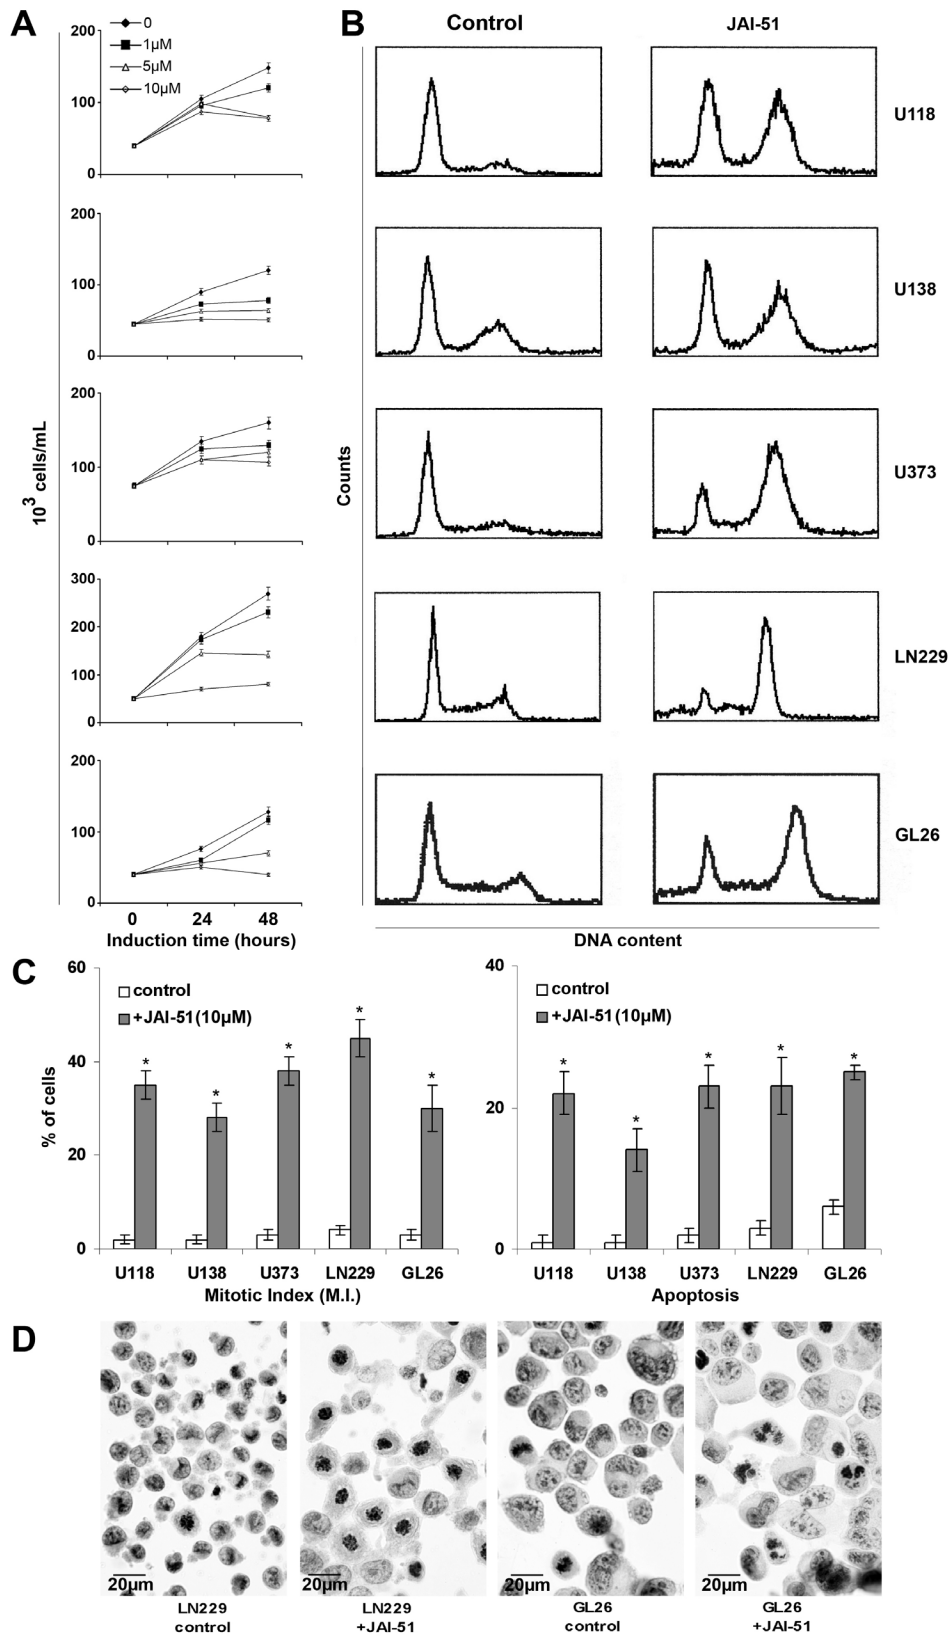 A
B
Control
JAI-51
200
100
0
0
1µM
5µM
10µM
U118
200
100
0
U138
200
100
0
U373
10³ cells/mL
Counts
300
200
100
0
LN229
200
100
0
GL26
0 24 48
Induction time (hours)
DNA content
C
60
40
20
0
% of cells
control
+JAI-51(10µM)
* * * * *
U118 U138 U373 LN229 GL26
Mitotic Index (M.I.)
40
20
0
control
+JAI-51(10µM)
* * * * *
U118 U138 U373 LN229 GL26
Apoptosis
D
20µm 20µm 20µm 20µm
LN229 LN229 GL26 GL26
control +JAI-51 control +JAI-51